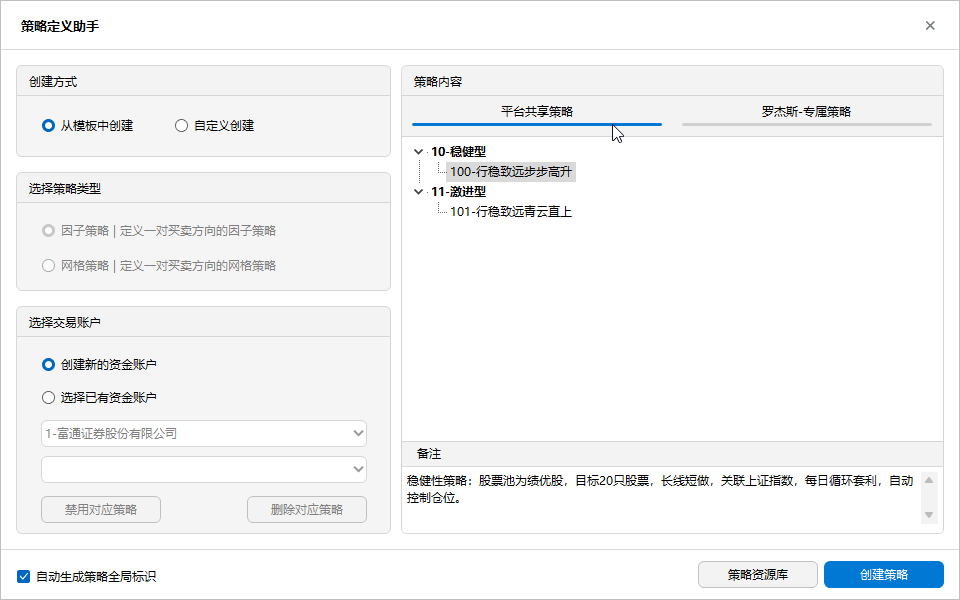 策略定义助手
创建方式
从模板中创建
自定义创建
选择策略类型
因子策略 | 定义一对买卖方向的因子策略
网格策略 | 定义一对买卖方向的网格策略
选择交易账户
创建新的资金账户
选择已有资金账户
1-富通证券股份有限公司
禁用对应策略
删除对应策略
策略内容
平台共享策略
罗杰斯-专属策略
10-稳健型
100-行稳致远步步高升
11-激进型
101-行稳致远青云直上
备注
稳健性策略：股票池为绩优股，目标20只股票，长线短做，关联上证指数，每日循环套利，自动
控制仓位。
自动生成策略全局标识
策略资源库
创建策略